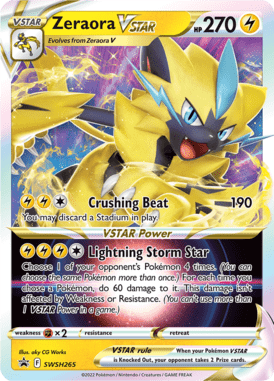 VSTAR Zeraora VSTAR HP 270
Evolves from Zeraora V
Crushing Beat 190
You may discard a Stadium in play.
VSTAR Power
Lightning Storm Star
Choose 1 of your opponent's Pokémon 4 times. (You can
choose the same Pokémon more than once.) For each time you
choose a Pokémon, do 60 damage to it. This damage isn't
affected by Weakness or Resistance. (You can't use more than
1 VSTAR Power in a game.)
weakness ×2 resistance retreat
Illus. aky CG Works
VSTAR rule When your Pokémon VSTAR
is Knocked Out, your opponent takes 2 Prize cards.
F SWSH265
©2022 Pokémon / Nintendo / Creatures / GAME FREAK